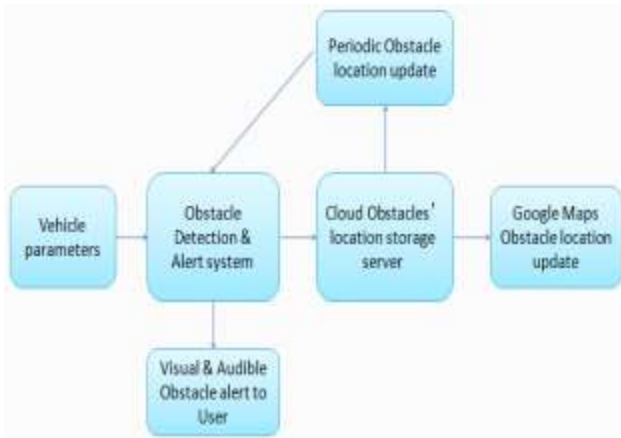 Periodic Obstacle
location update
Vehicle
parameters
Obstacle
Detection &
Alert system
Cloud Obstacles'
location storage
server
Google Maps
Obstacle location
update
Visual & Audible
Obstacle alert to
User